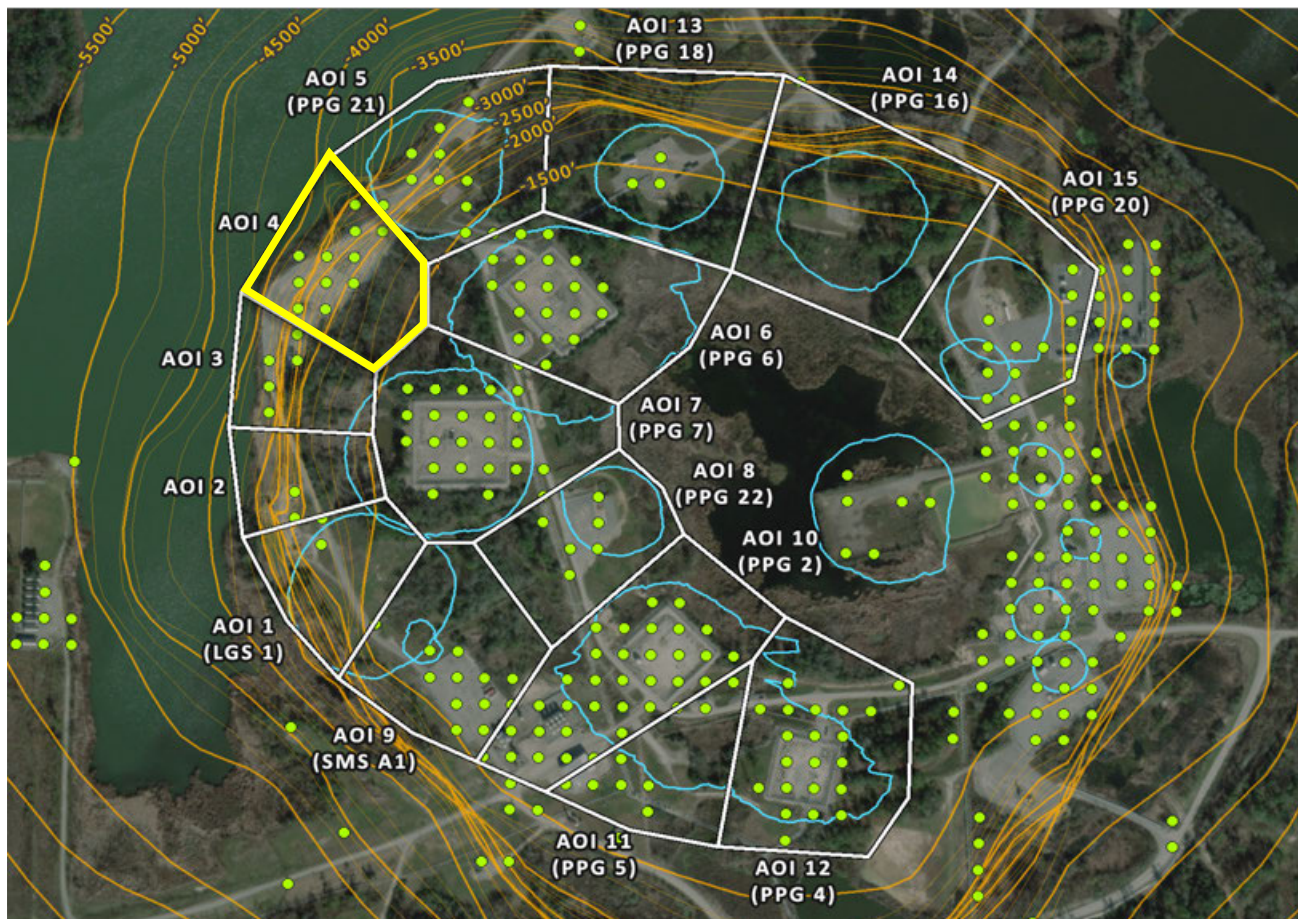 -5500'
-5000'
-4500'
-4000'
-3500'
-3000'
-2500'
-2000'
-1500'
AOI 13
(PPG 18)
AOI 14
(PPG 16)
AOI 5
(PPG 21)
AOI 15
(PPG 20)
AOI 4
AOI 3
AOI 6
(PPG 6)
AOI 7
(PPG 7)
AOI 8
(PPG 22)
AOI 2
AOI 10
(PPG 2)
AOI 1
(LGS 1)
AOI 9
(SMS A1)
AOI 11
(PPG 5)
AOI 12
(PPG 4)